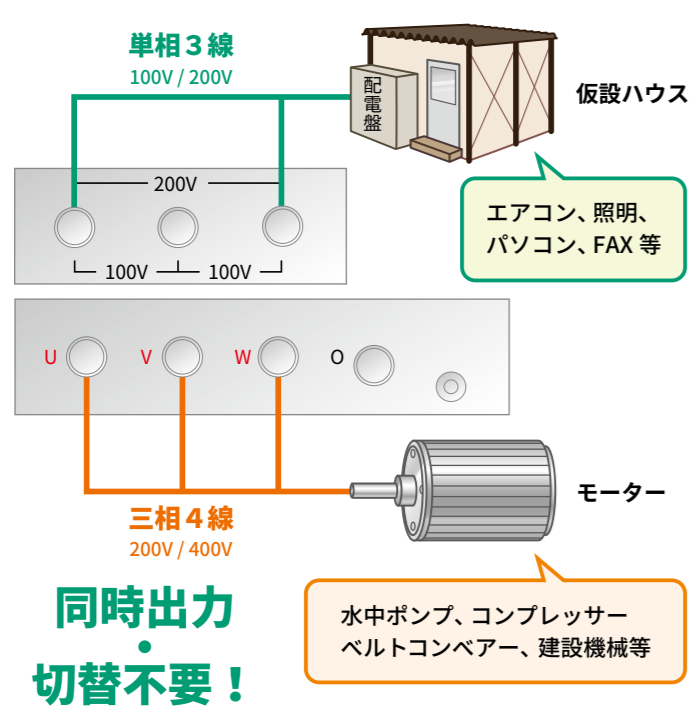 単相３線
100V / 200V
配電盤
仮設ハウス
200V
100V 100V
エアコン、照明、
パソコン、FAX 等
U V W O
三相４線
200V / 400V
モーター
同時出力
・
切替不要！
水中ポンプ、コンプレッサー
ベルトコンベアー、建設機械等